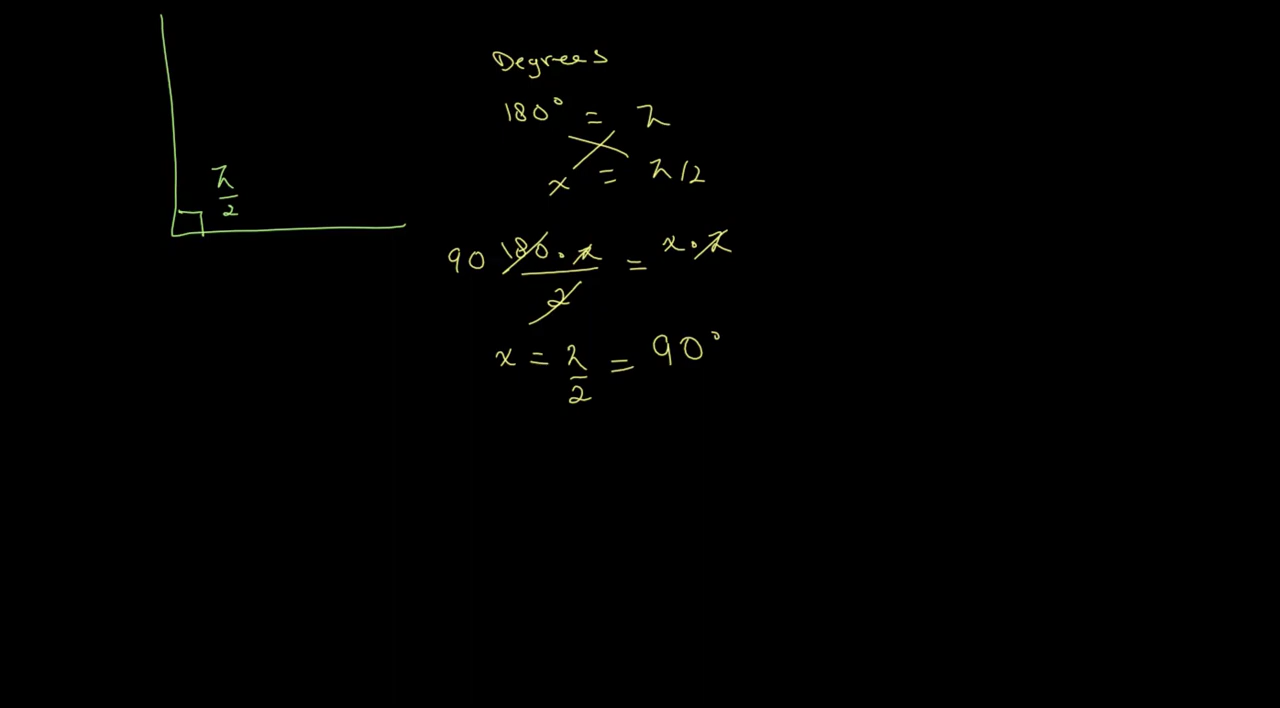 π/2
Degrees
180° = π
x = π/2
90 180·π/2 = x·π
x = π/2 = 90°